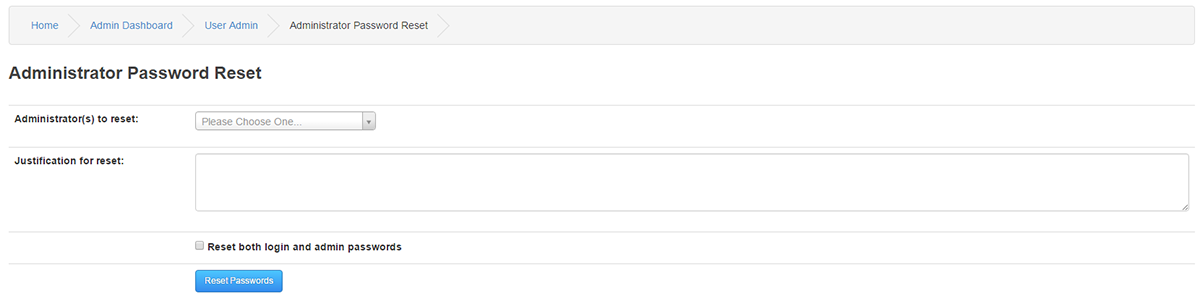 Home Admin Dashboard User Admin Administrator Password Reset
Administrator Password Reset
Administrator(s) to reset: Please Choose One...
Justification for reset:
Reset both login and admin passwords
Reset Passwords